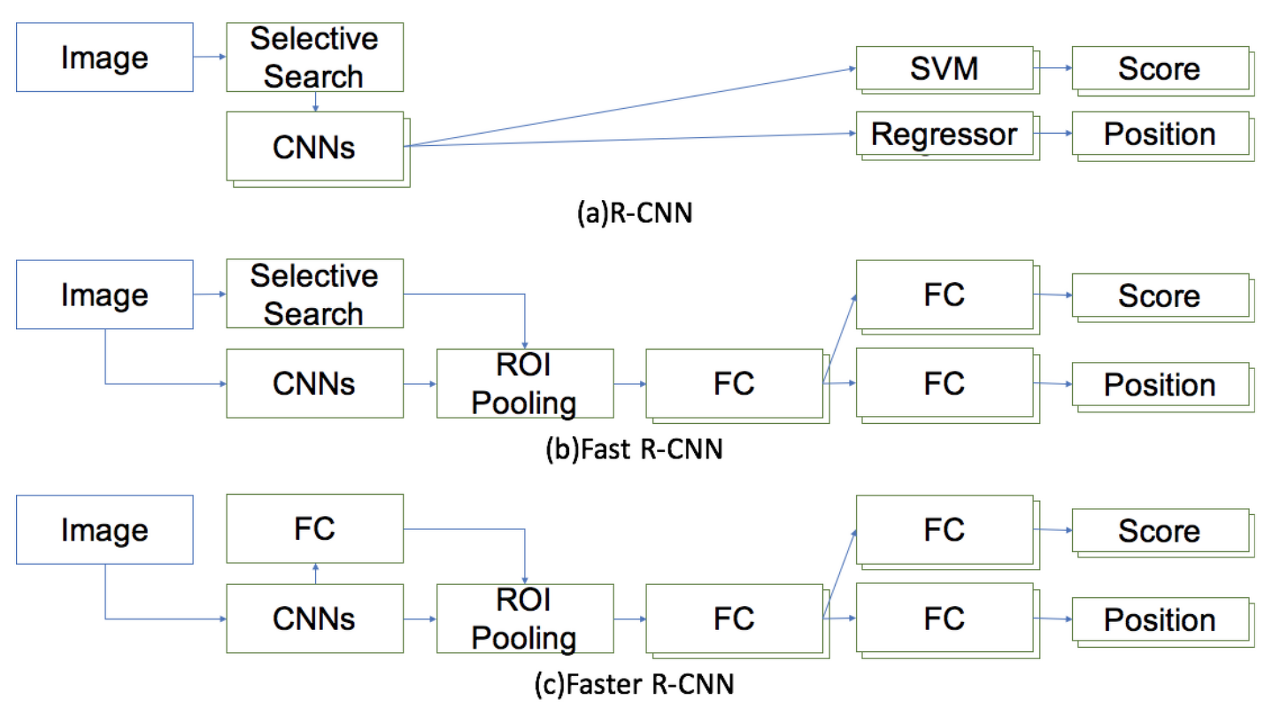 Image
Selective
Search
SVM
Score
CNNs
Regressor
Position
(a)R-CNN
Image
Selective
Search
FC
Score
CNNs
ROI
Pooling
FC
FC
Position
(b)Fast R-CNN
Image
FC
FC
Score
CNNs
ROI
Pooling
FC
FC
Position
(c)Faster R-CNN